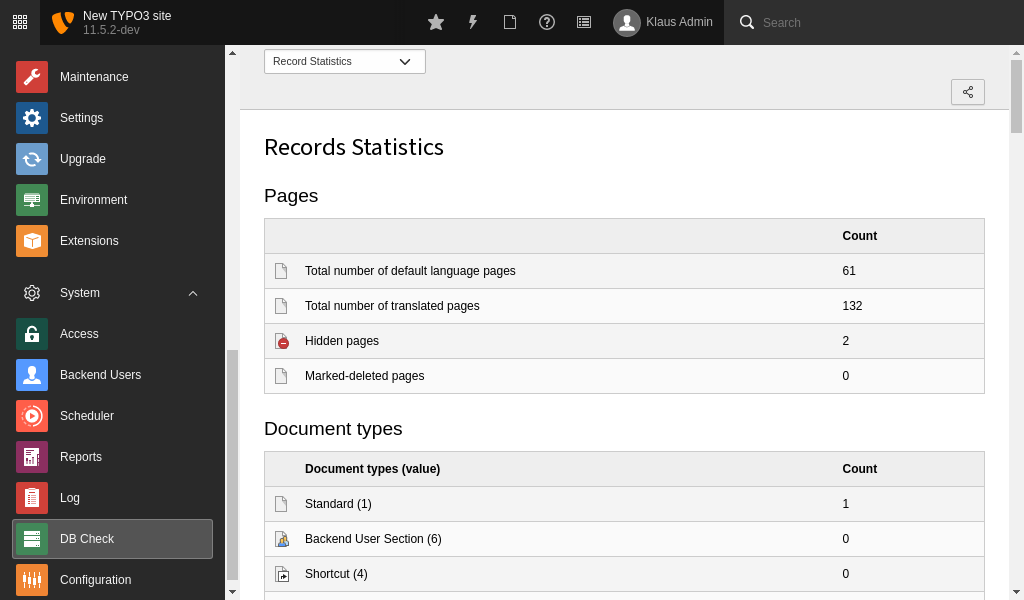 New TYPO3 site
11.5.2-dev
Klaus Admin
Search
Maintenance
Settings
Upgrade
Environment
Extensions
System
Access
Backend Users
Scheduler
Reports
Log
DB Check
Configuration
Record Statistics
Records Statistics
Pages
Count
Total number of default language pages 61
Total number of translated pages 132
Hidden pages 2
Marked-deleted pages 0
Document types
Document types (value) Count
Standard (1) 1
Backend User Section (6) 0
Shortcut (4) 0